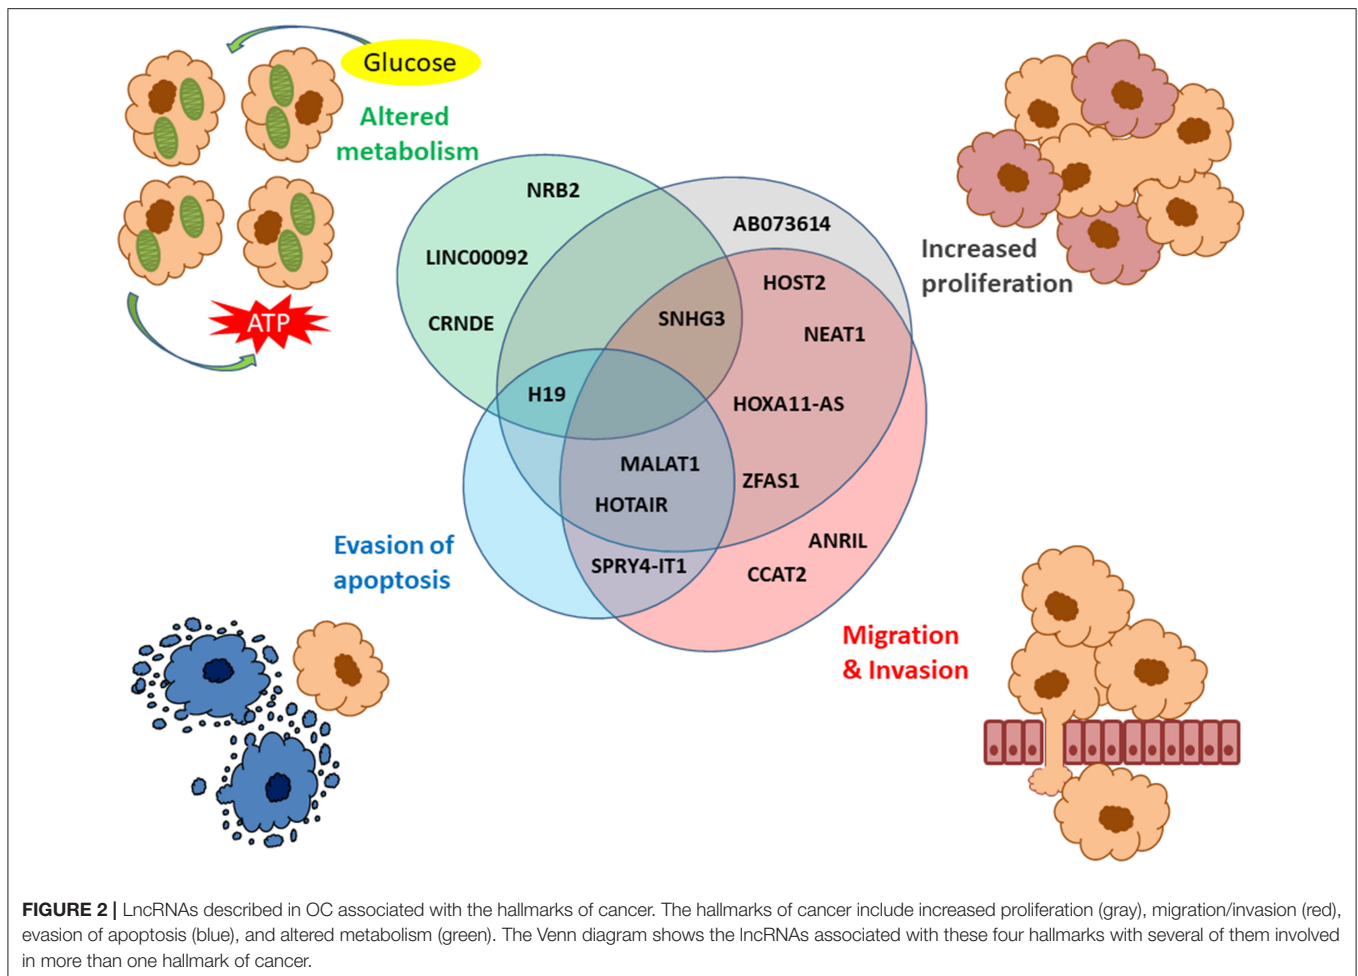 Glucose
Altered
metabolism
ATP
Increased
proliferation
NRB2
LINC00092
CRNDE
AB073614
HOST2
SNHG3
NEAT1
H19
HOXA11-AS
MALAT1
ZFAS1
HOTAIR
ANRIL
SPRY4-IT1
CCAT2
Evasion of
apoptosis
Migration
& Invasion
FIGURE 2 | LncRNAs described in OC associated with the hallmarks of cancer. The hallmarks of cancer include increased proliferation (gray), migration/invasion (red),
evasion of apoptosis (blue), and altered metabolism (green). The Venn diagram shows the lncRNAs associated with these four hallmarks with several of them involved
in more than one hallmark of cancer.